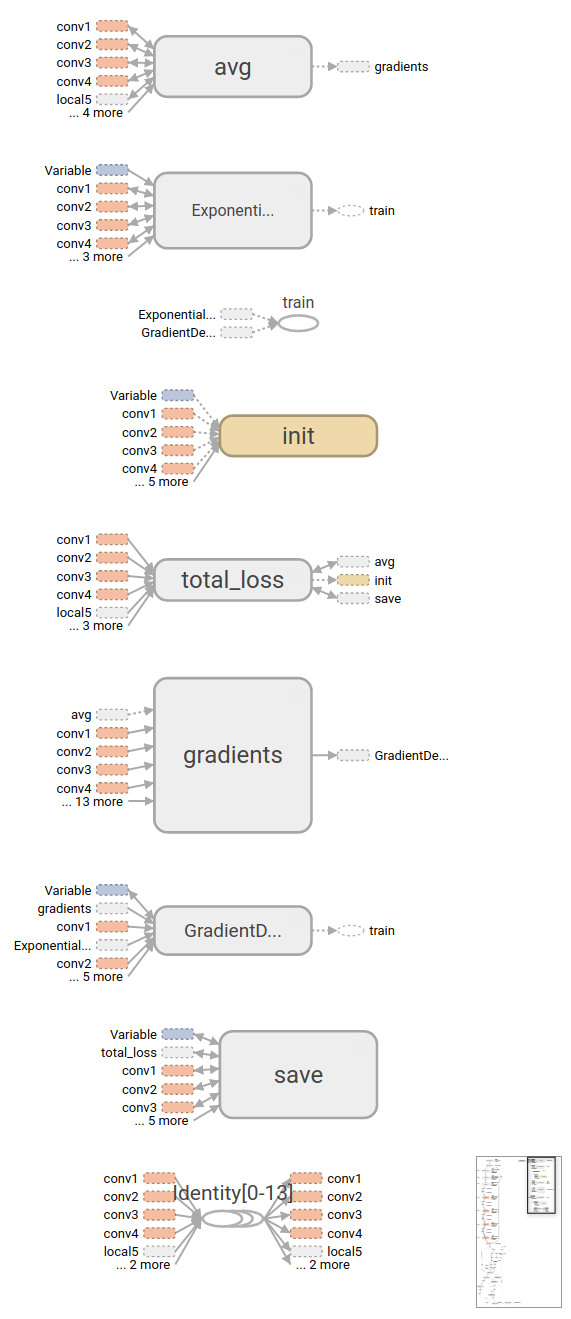 conv1
conv2
conv3
conv4
local5
... 4 more
avg
gradients
Variable
conv1
conv2
conv3
conv4
... 3 more
Exponenti...
train
train
Exponential...
GradientDe...
Variable
conv1
conv2
conv3
conv4
... 5 more
init
conv1
conv2
conv3
conv4
local5
... 3 more
total_loss
avg
init
save
avg
conv1
conv2
conv3
conv4
... 13 more
gradients
GradientDe...
Variable
gradients
conv1
Exponential...
conv2
... 5 more
GradientD...
train
Variable
total_loss
conv1
conv2
conv3
... 5 more
save
conv1
conv2
conv3
conv4
local5
... 2 more
Identity[0-13]
conv1
conv2
conv3
conv4
local5
... 2 more